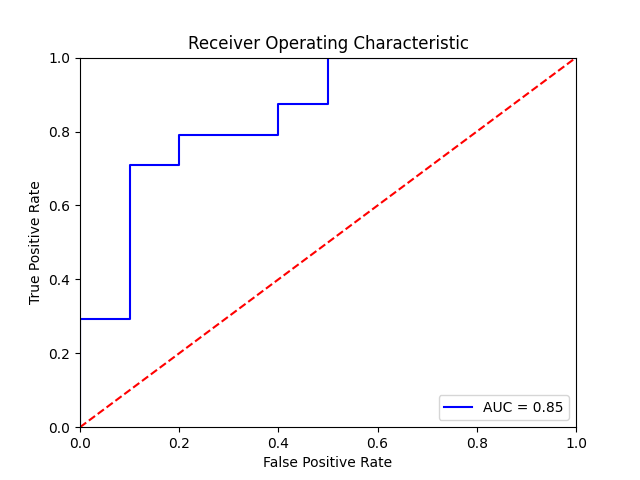 Receiver Operating Characteristic
1.0
0.8
0.6
0.4
0.2
0.0
True Positive Rate
AUC = 0.85
0.0 0.2 0.4 0.6 0.8 1.0
False Positive Rate